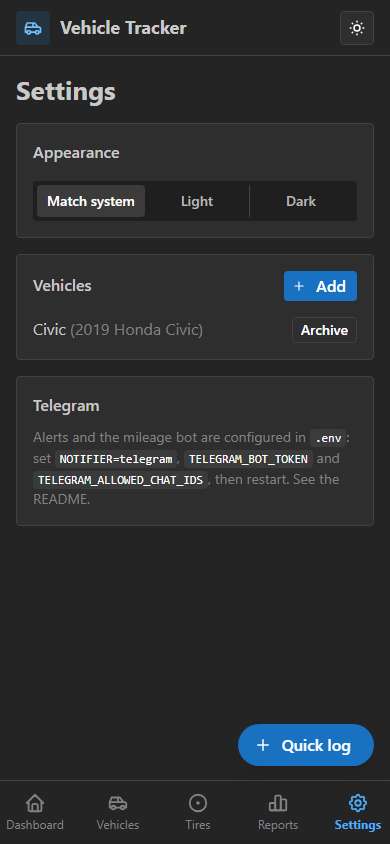 Vehicle Tracker
Settings
Appearance
Match system Light Dark
Vehicles + Add
Civic (2019 Honda Civic) Archive
Telegram
Alerts and the mileage bot are configured in .env:
set NOTIFIER=telegram, TELEGRAM_BOT_TOKEN and
TELEGRAM_ALLOWED_CHAT_IDS, then restart. See the
README.
+ Quick log
Dashboard Vehicles Tires Reports Settings